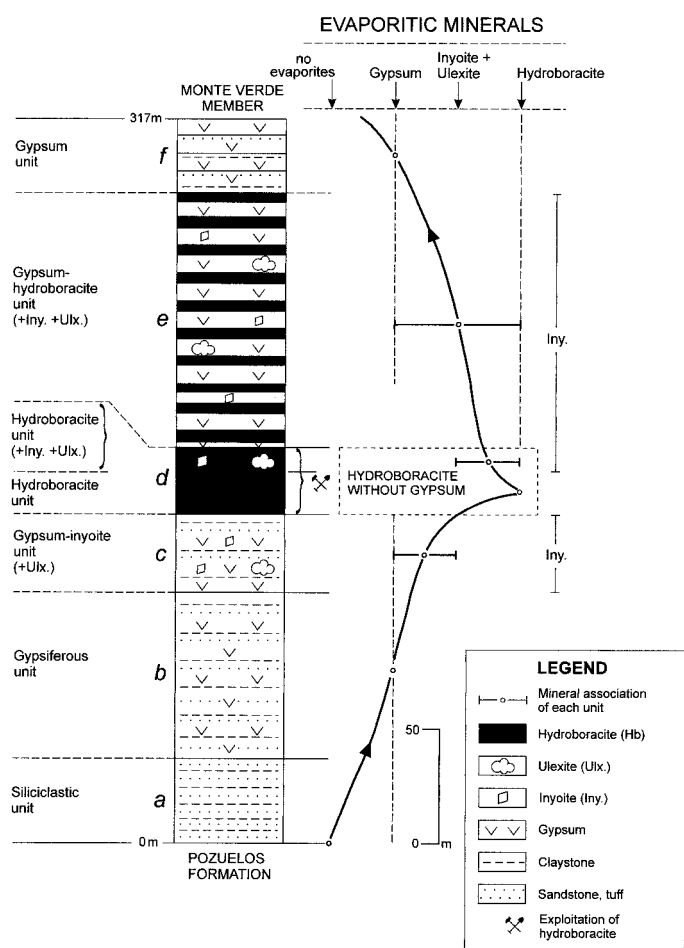 EVAPORITIC MINERALS
no
evaporites
Gypsum
Inyoite +
Ulexite
Hydroboracite
MONTE VERDE
MEMBER
317m
Gypsum
unit
f
Gypsum-
hydroboracite
unit
(+Iny. +Ulx.)
e
Iny.
Hydroboracite
unit
(+Iny. +Ulx.)
Hydroboracite
unit
d
HYDROBORACITE
WITHOUT GYPSUM
Gypsum-inyoite
unit
(+Ulx.)
c
Iny.
Gypsiferous
unit
b
Siliciclastic
unit
a
0m
POZUELOS
FORMATION
50
0 m
LEGEND
Mineral association
of each unit
Hydroboracite (Hb)
Ulexite (Ulx.)
Inyoite (Iny.)
Gypsum
Claystone
Sandstone, tuff
Exploitation of
hydroboracite